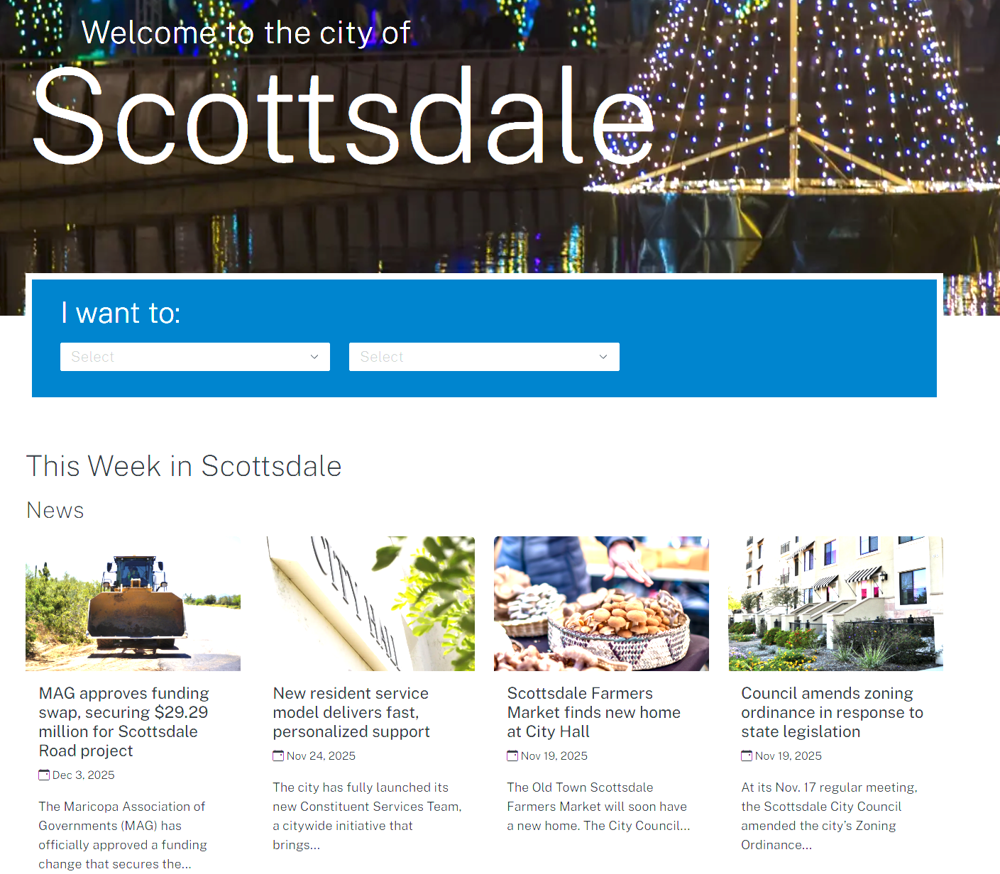 Welcome to the city of
Scottsdale
I want to:
Select
Select
This Week in Scottsdale
News
City Hall
MAG approves funding
swap, securing $29.29
million for Scottsdale
Road project
Dec 3, 2025
The Maricopa Association of
Governments (MAG) has
officially approved a funding
change that secures the...
New resident service
model delivers fast,
personalized support
Nov 24, 2025
The city has fully launched its
new Constituent Services Team,
a citywide initiative that
brings...
Scottsdale Farmers
Market finds new home
at City Hall
Nov 19, 2025
The Old Town Scottsdale
Farmers Market will soon have
a new home. The City Council...
Council amends zoning
ordinance in response to
state legislation
Nov 19, 2025
At its Nov. 17 regular meeting,
the Scottsdale City Council
amended the city's Zoning
Ordinance...